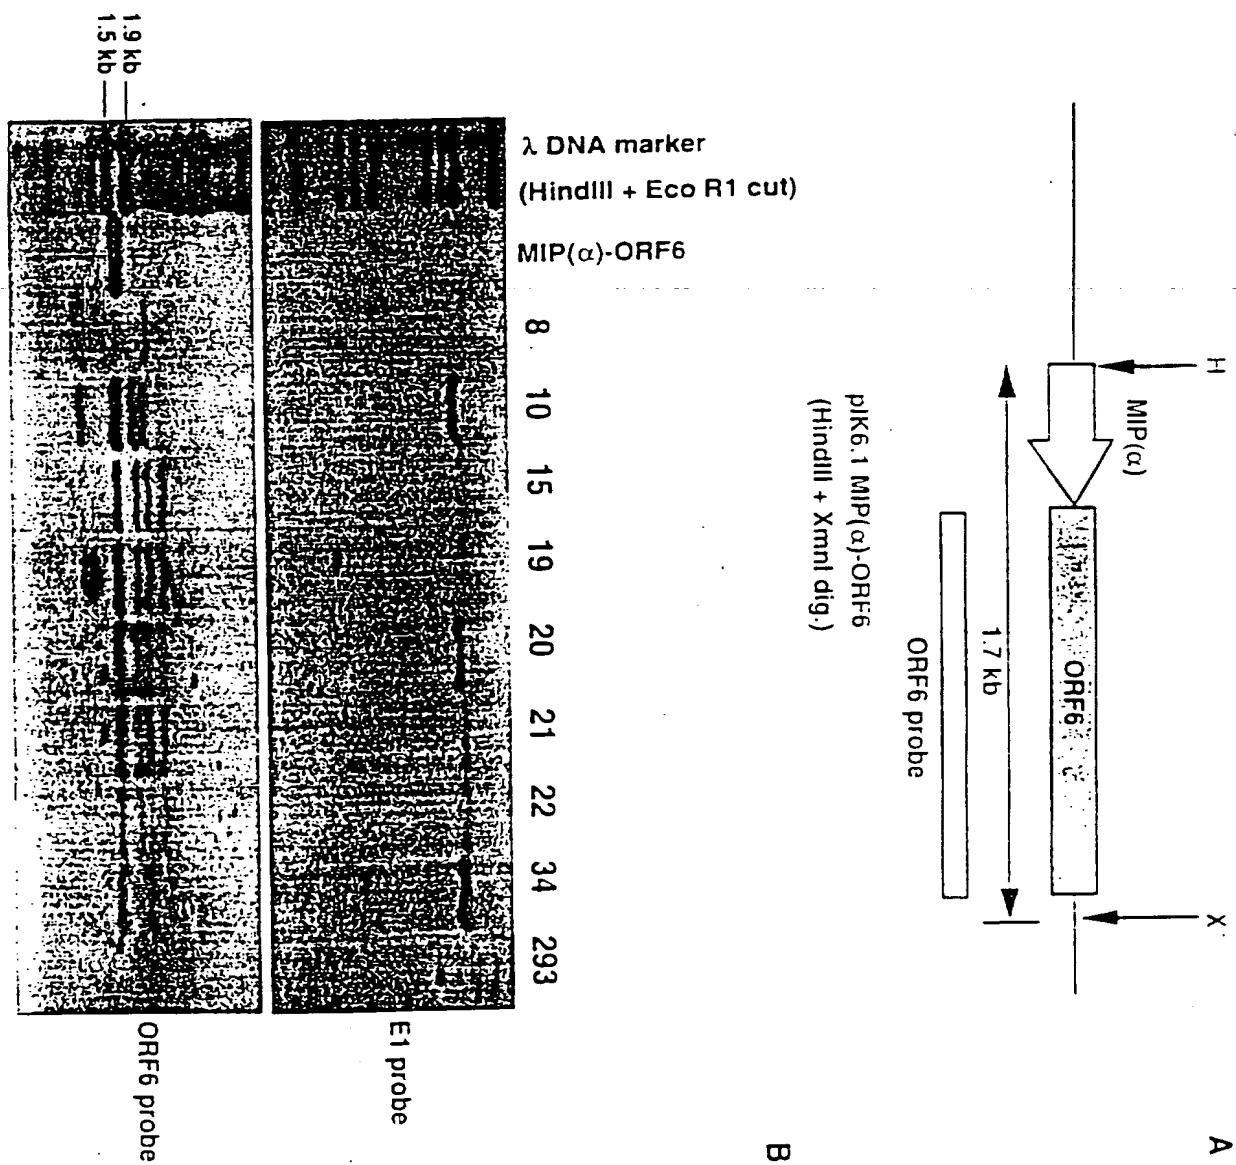 A
H
X
MIP(α)
ORF6
1.7 kb
ORF6 probe
pIK6.1 MIP(α)-ORF6
(HindIII + XmnI dig.)
B
λ DNA marker
(HindIII + Eco R1 cut)
MIP(α)-ORF6
8
10
15
19
20
21
22
34
293
E1 probe
1.9 kb
1.5 kb
ORF6 probe